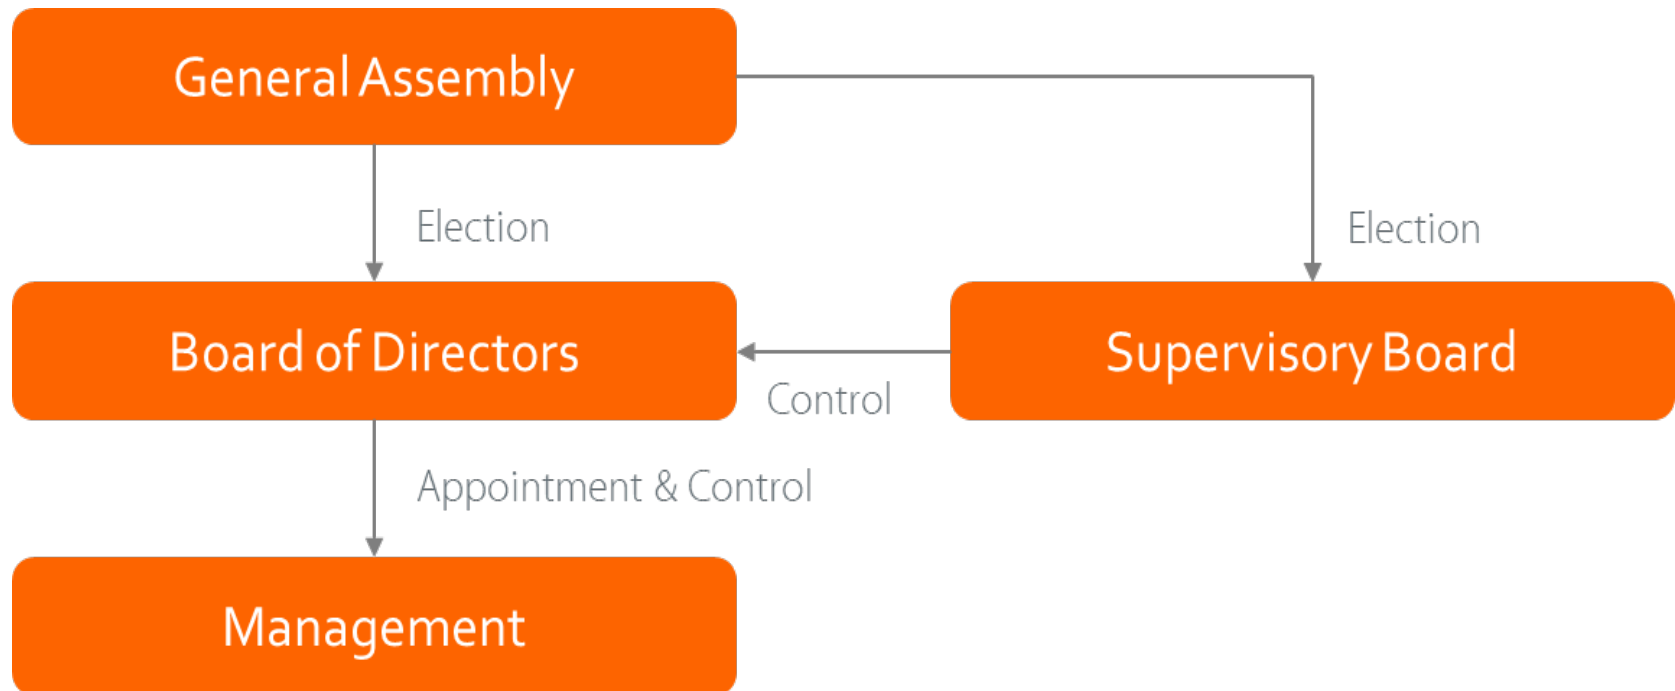 General Assembly
Election
Election
Board of Directors
Supervisory Board
Control
Appointment & Control
Management